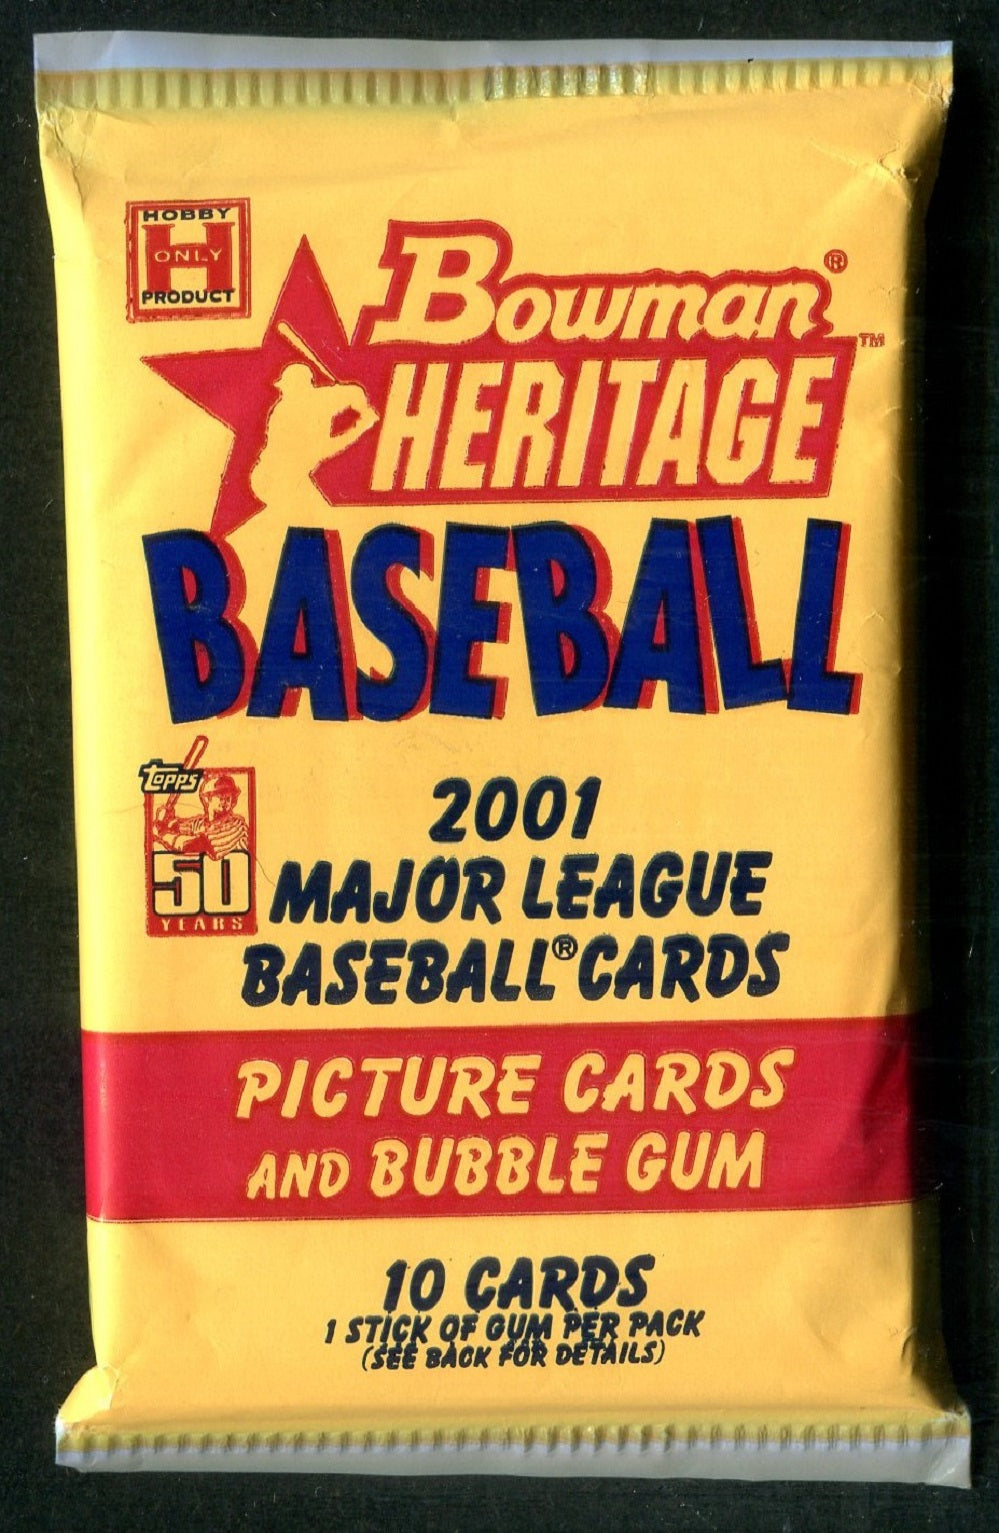 HOBBY
H
ONLY
PRODUCT
Bowman®
HERITAGE™
BASEBALL
topps
50
YEARS
2001
MAJOR LEAGUE
BASEBALL® CARDS
PICTURE CARDS
AND BUBBLE GUM
10 CARDS
1 STICK OF GUM PER PACK
(SEE BACK FOR DETAILS)